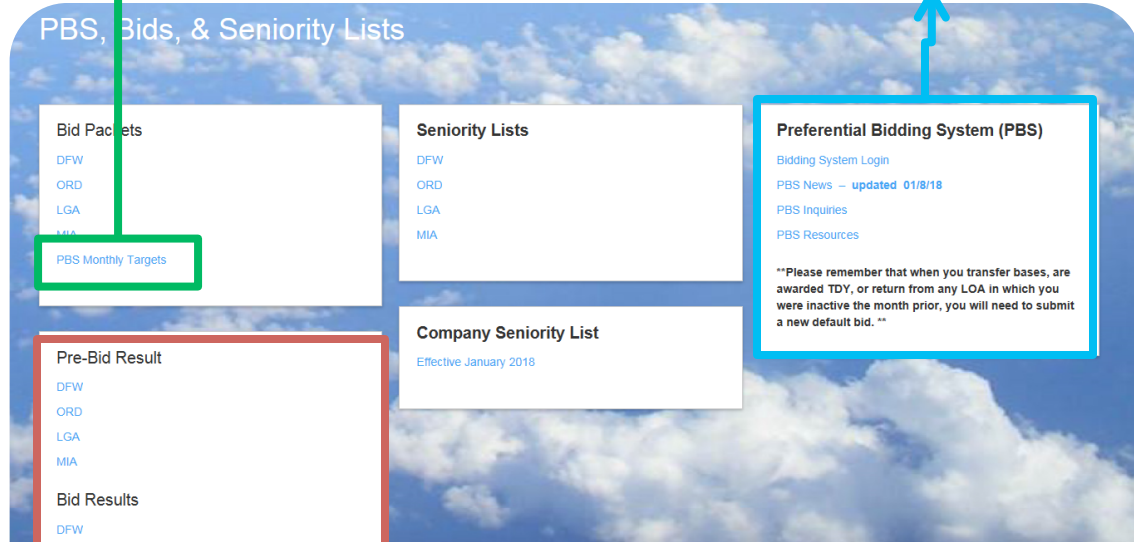 PBS, Bids, & Seniority Lists
Bid Packets
DFW
ORD
LGA
MIA
PBS Monthly Targets
Pre-Bid Result
DFW
ORD
LGA
MIA
Bid Results
DFW
Seniority Lists
DFW
ORD
LGA
MIA
Company Seniority List
Effective January 2018
Preferential Bidding System (PBS)
Bidding System Login
PBS News – updated 01/8/18
PBS Inquiries
PBS Resources
**Please remember that when you transfer bases, are
awarded TDY, or return from any LOA in which you
were inactive the month prior, you will need to submit
a new default bid. **